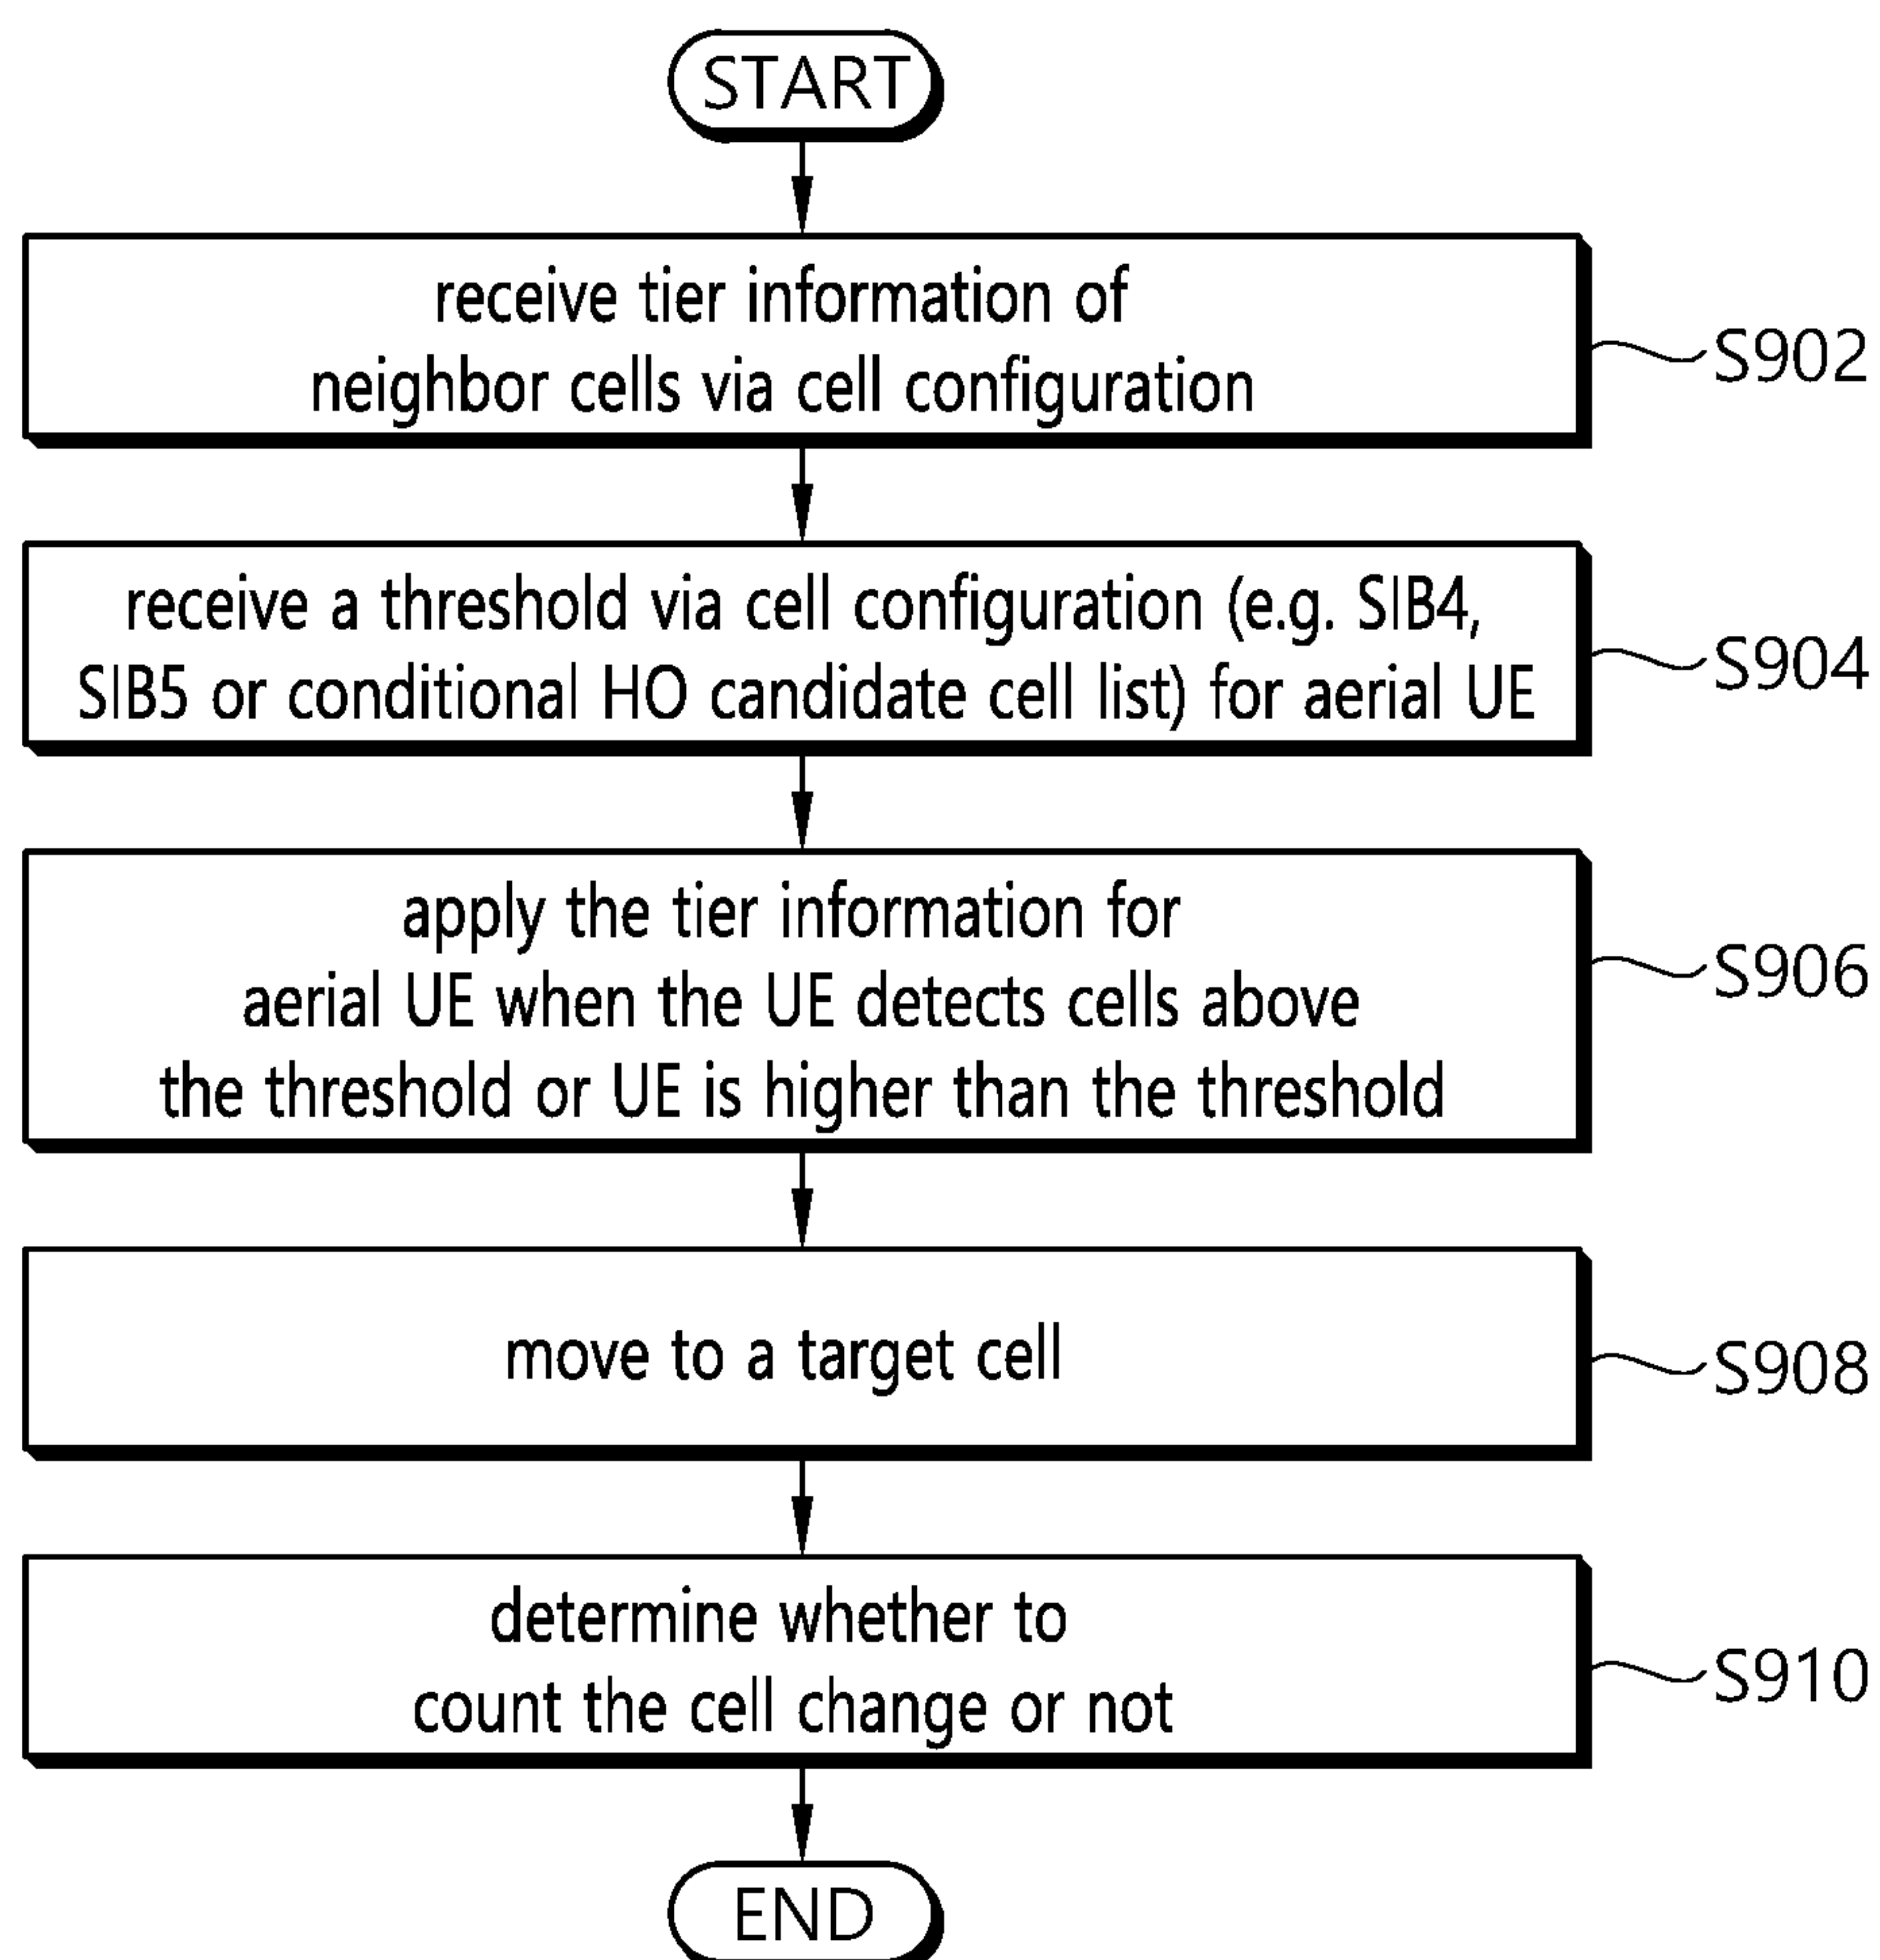 START
receive tier information of
neighbor cells via cell configuration
S902
receive a threshold via cell configuration (e.g. SIB4,
SIB5 or conditional HO candidate cell list) for aerial UE
S904
apply the tier information for
aerial UE when the UE detects cells above
the threshold or UE is higher than the threshold
S906
move to a target cell
S908
determine whether to
count the cell change or not
S910
END